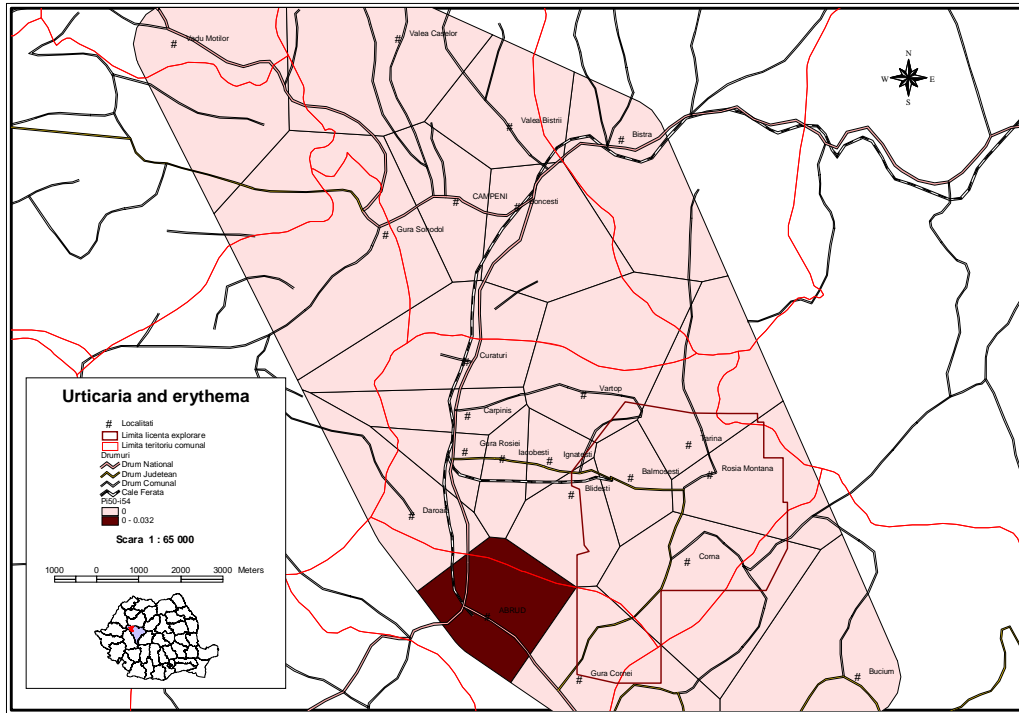 Vadu Motilor
Valea Caselor
N
W E
S
Valea Bistrii
Bistra
CAMPENI
Boncesti
Gura Sohodol
Curaturi
Vartop
Carpinis
Gura Rosiei
Iacobesti
Ignatesti
Tarina
Balmosesti
Rosia Montana
Blidesti
Daroaia
Corna
ABRUD
Gura Cornei
Bucium
Urticaria and erythema
# Localitati
Limita licenta explorare
Limita teritoriu comunal
Drumuri
Drum National
Drum Judetean
Drum Comunal
Cale Ferata
Pi50-i54
0
0 - 0.032
Scara 1 : 65 000
1000 0 1000 2000 3000 Meters